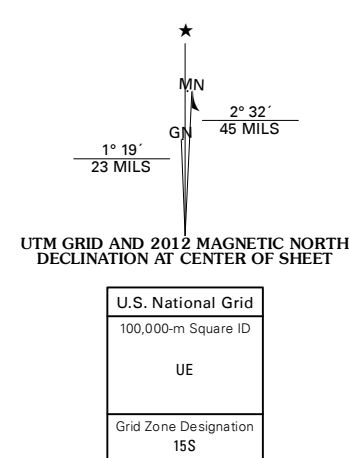 ★
MN
GN
2° 32´
45 MILS
1° 19´
23 MILS
UTM GRID AND 2012 MAGNETIC NORTH
DECLINATION AT CENTER OF SHEET
U.S. National Grid
100,000-m Square ID
UE
Grid Zone Designation
15S